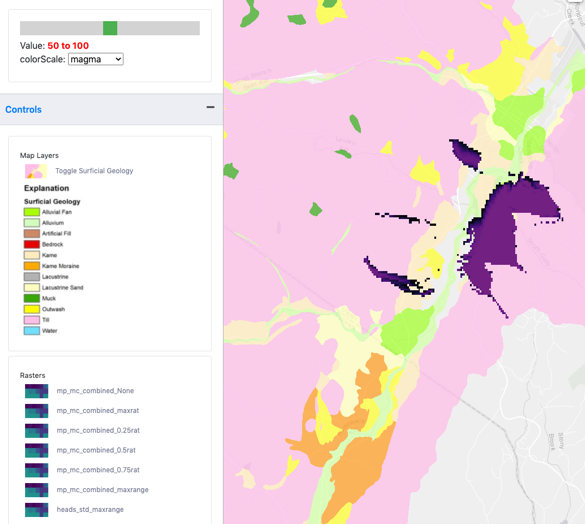 Value: 50 to 100
colorScale: magma
Controls
Map Layers
Toggle Surficial Geology
Explanation
Surficial Geology
Alluvial Fan
Alluvium
Artificial Fill
Bedrock
Kame
Kame Moraine
Lacustrine
Lacustrine Sand
Muck
Outwash
Till
Water
Rasters
mp_mc_combined_None
mp_mc_combined_maxrat
mp_mc_combined_0.25rat
mp_mc_combined_0.5rat
mp_mc_combined_0.75rat
mp_mc_combined_maxrange
heads_std_maxrange